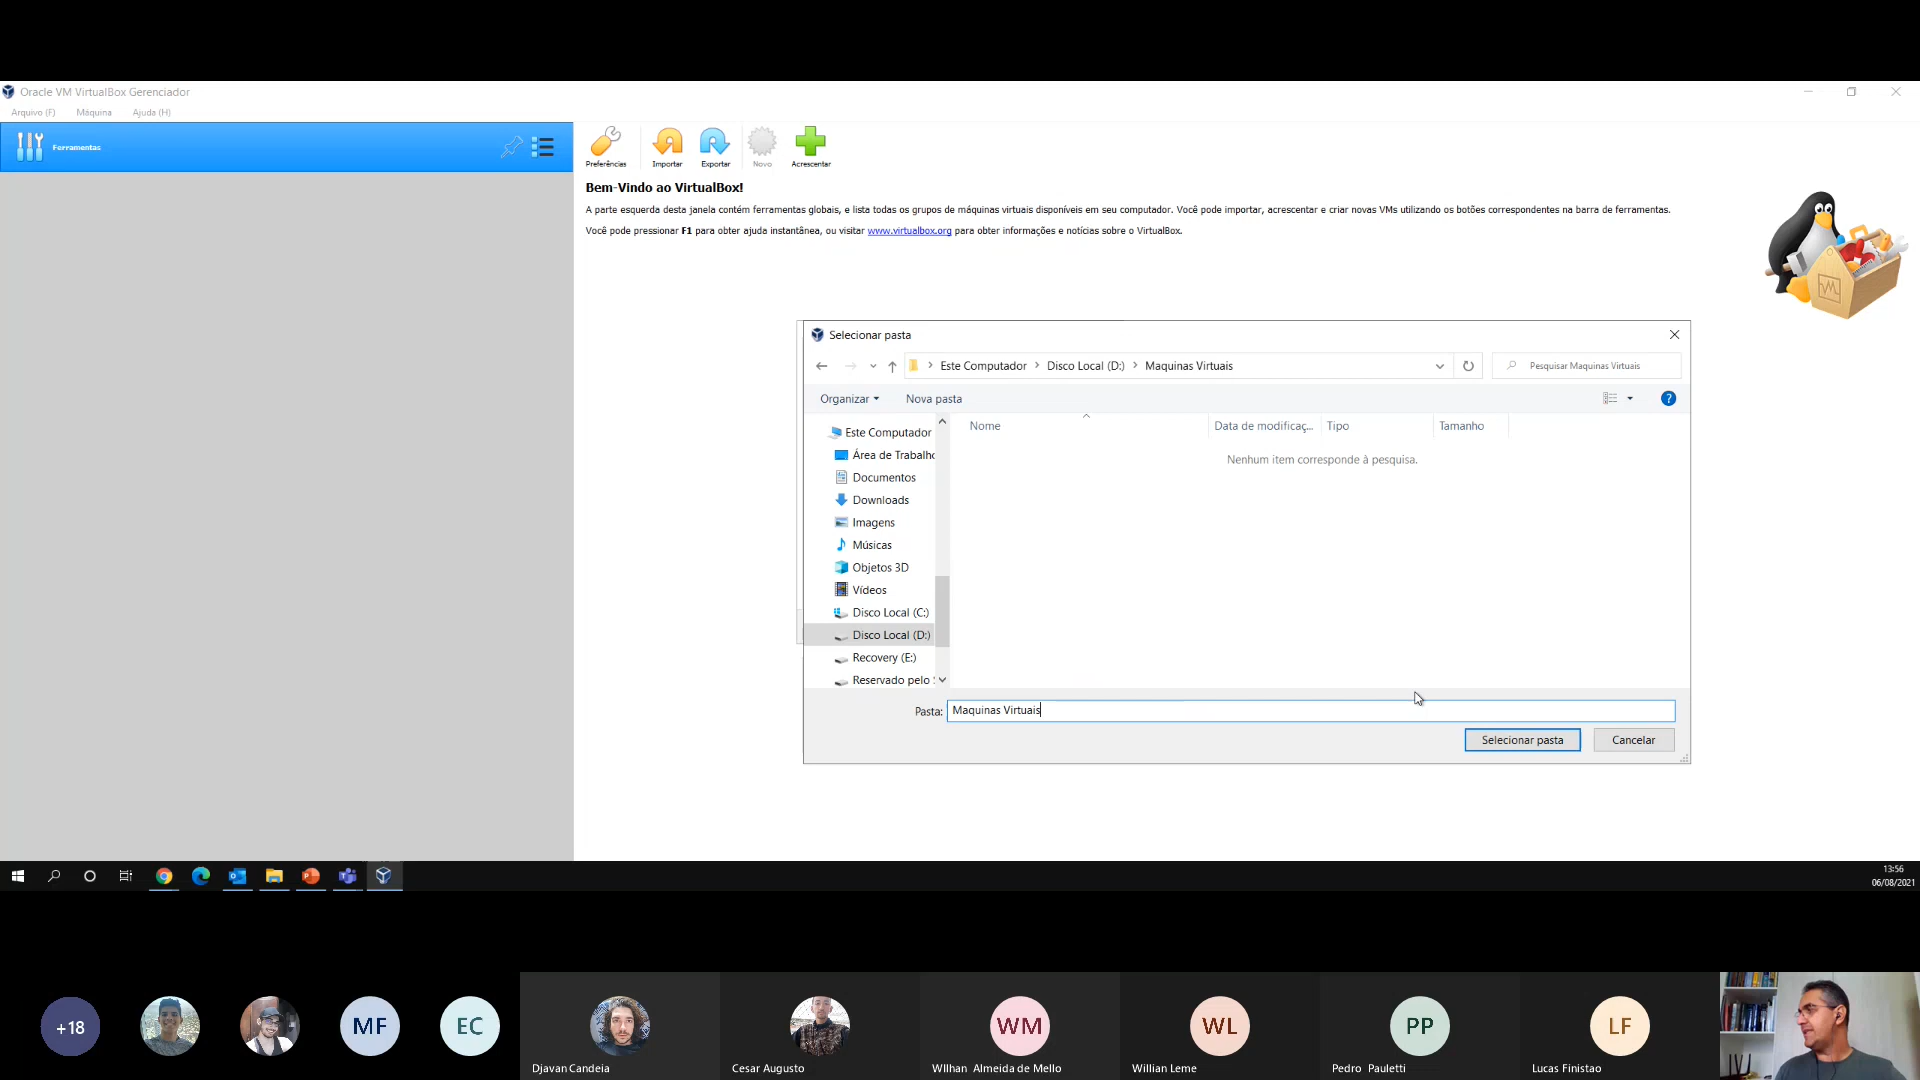 Oracle VM VirtualBox Gerenciador
Arquivo (F) Máquina Ajuda (H)
Ferramentas
Preferências Importar Exportar Novo Acrescentar
Bem-Vindo ao VirtualBox!
A parte esquerda desta janela contém ferramentas globais, e lista todas os grupos de máquinas virtuais disponíveis em seu computador. Você pode importar, acrescentar e criar novas VMs utilizando os botões correspondentes na barra de ferramentas.
Você pode pressionar F1 para obter ajuda instantânea, ou visitar www.virtualbox.org para obter informações e notícias sobre o VirtualBox.
Selecionar pasta
Este Computador Disco Local (D:) Maquinas Virtuais
Pesquisar Maquinas Virtuais
Organizar Nova pasta
Nome Data de modificaç... Tipo Tamanho
Nenhum item corresponde à pesquisa.
Este Computador
Área de Trabalho
Documentos
Downloads
Imagens
Músicas
Objetos 3D
Vídeos
Disco Local (C:)
Disco Local (D:)
Recovery (E:)
Reservado pelo
Pasta: Maquinas Virtuais
Selecionar pasta Cancelar
13:56
06/08/2021
+18 MF EC WM WL PP LF
Djavan Candeia Cesar Augusto WIlhan Almeida de Mello Willian Leme Pedro Pauletti Lucas Finistao